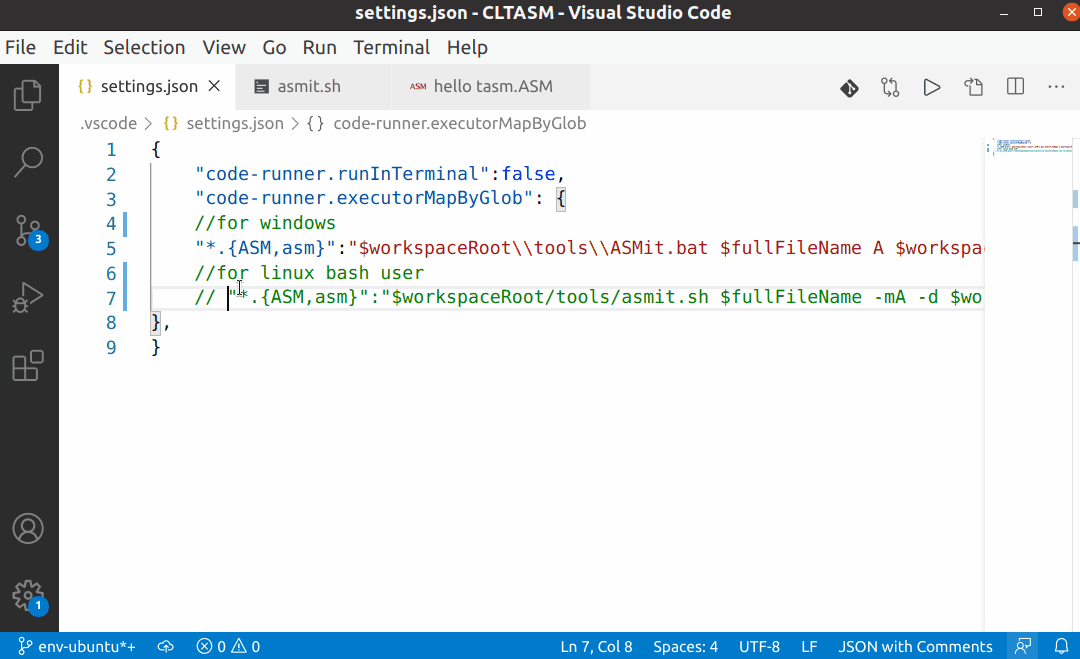 settings.json - CLTASM - Visual Studio Code
File Edit Selection View Go Run Terminal Help
{} settings.json asmit.sh ASM hello tasm.ASM
.vscode > {} settings.json > {} code-runner.executorMapByGlob
1 {
2 "code-runner.runInTerminal":false,
3 "code-runner.executorMapByGlob": {
4 //for windows
5 "*.{ASM,asm}":"$workspaceRoot\\tools\\ASMit.bat $fullFileName A $workspa
6 //for linux bash user
7 // "*.{ASM,asm}":"$workspaceRoot/tools/asmit.sh $fullFileName -mA -d $wo
8 },
9 }
3
1
env-ubuntu*+ 0 0 Ln 7, Col 8 Spaces: 4 UTF-8 LF JSON with Comments